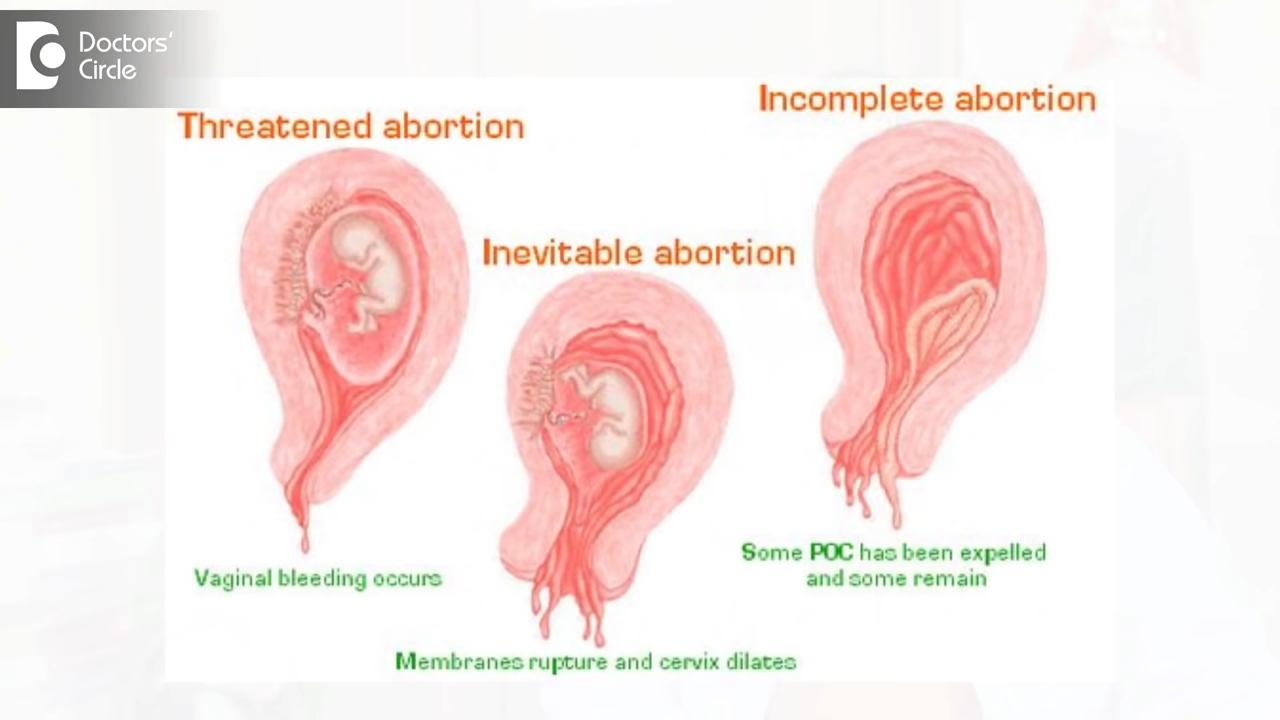 Doctors'
Circle
Threatened abortion
Vaginal bleeding occurs
Inevitable abortion
Membranes rupture and cervix dilates
Incomplete abortion
Some POC has been expelled
and some remain